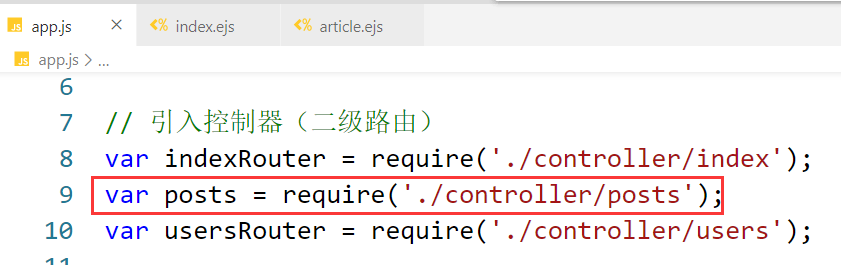 JS app.js × <%> index.ejs <%> article.ejs
JS app.js > ...
6
7 // 引入控制器（二级路由）
8 var indexRouter = require('./controller/index');
9 var posts = require('./controller/posts');
10 var usersRouter = require('./controller/users');
11